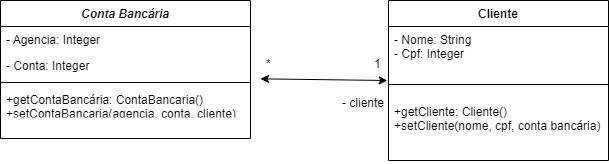 Conta Bancária
- Agencia: Integer
- Conta: Integer
+getContaBancária: ContaBancaria()
+setContaBancaria(agencia, conta, cliente)
* 1
- cliente
Cliente
- Nome: String
- Cpf: Integer
+getCliente: Cliente()
+setCliente(nome, cpf, conta bancária)